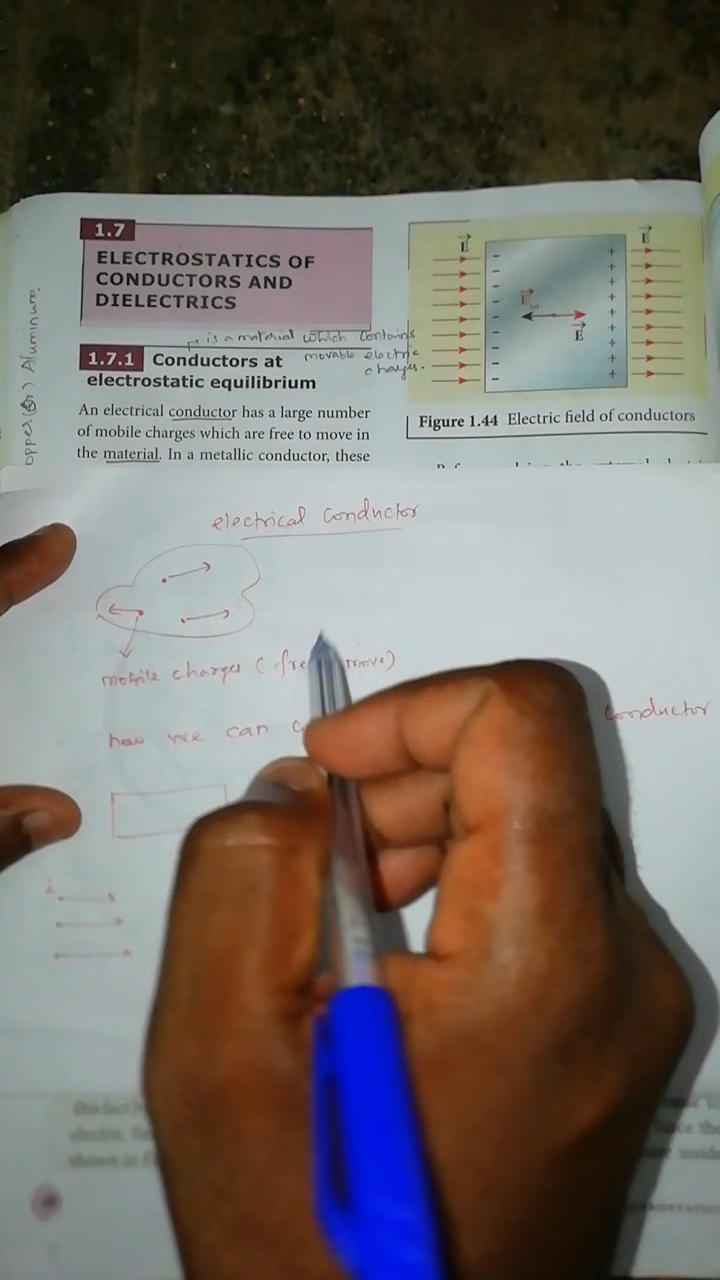 1.7
ELECTROSTATICS OF
CONDUCTORS AND
DIELECTRICS
is a material which contains
movable electric
charges.
1.7.1 Conductors at
electrostatic equilibrium
An electrical conductor has a large number
of mobile charges which are free to move in
the material. In a metallic conductor, these
Aluminum.
E
E
E
Figure 1.44 Electric field of conductors
electrical conductor
mobile charges ( move)
how we can conductor